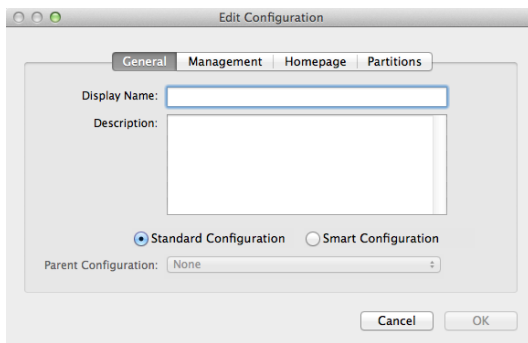 Edit Configuration
General Management Homepage Partitions
Display Name:
Description:
Standard Configuration Smart Configuration
Parent Configuration: None
Cancel OK